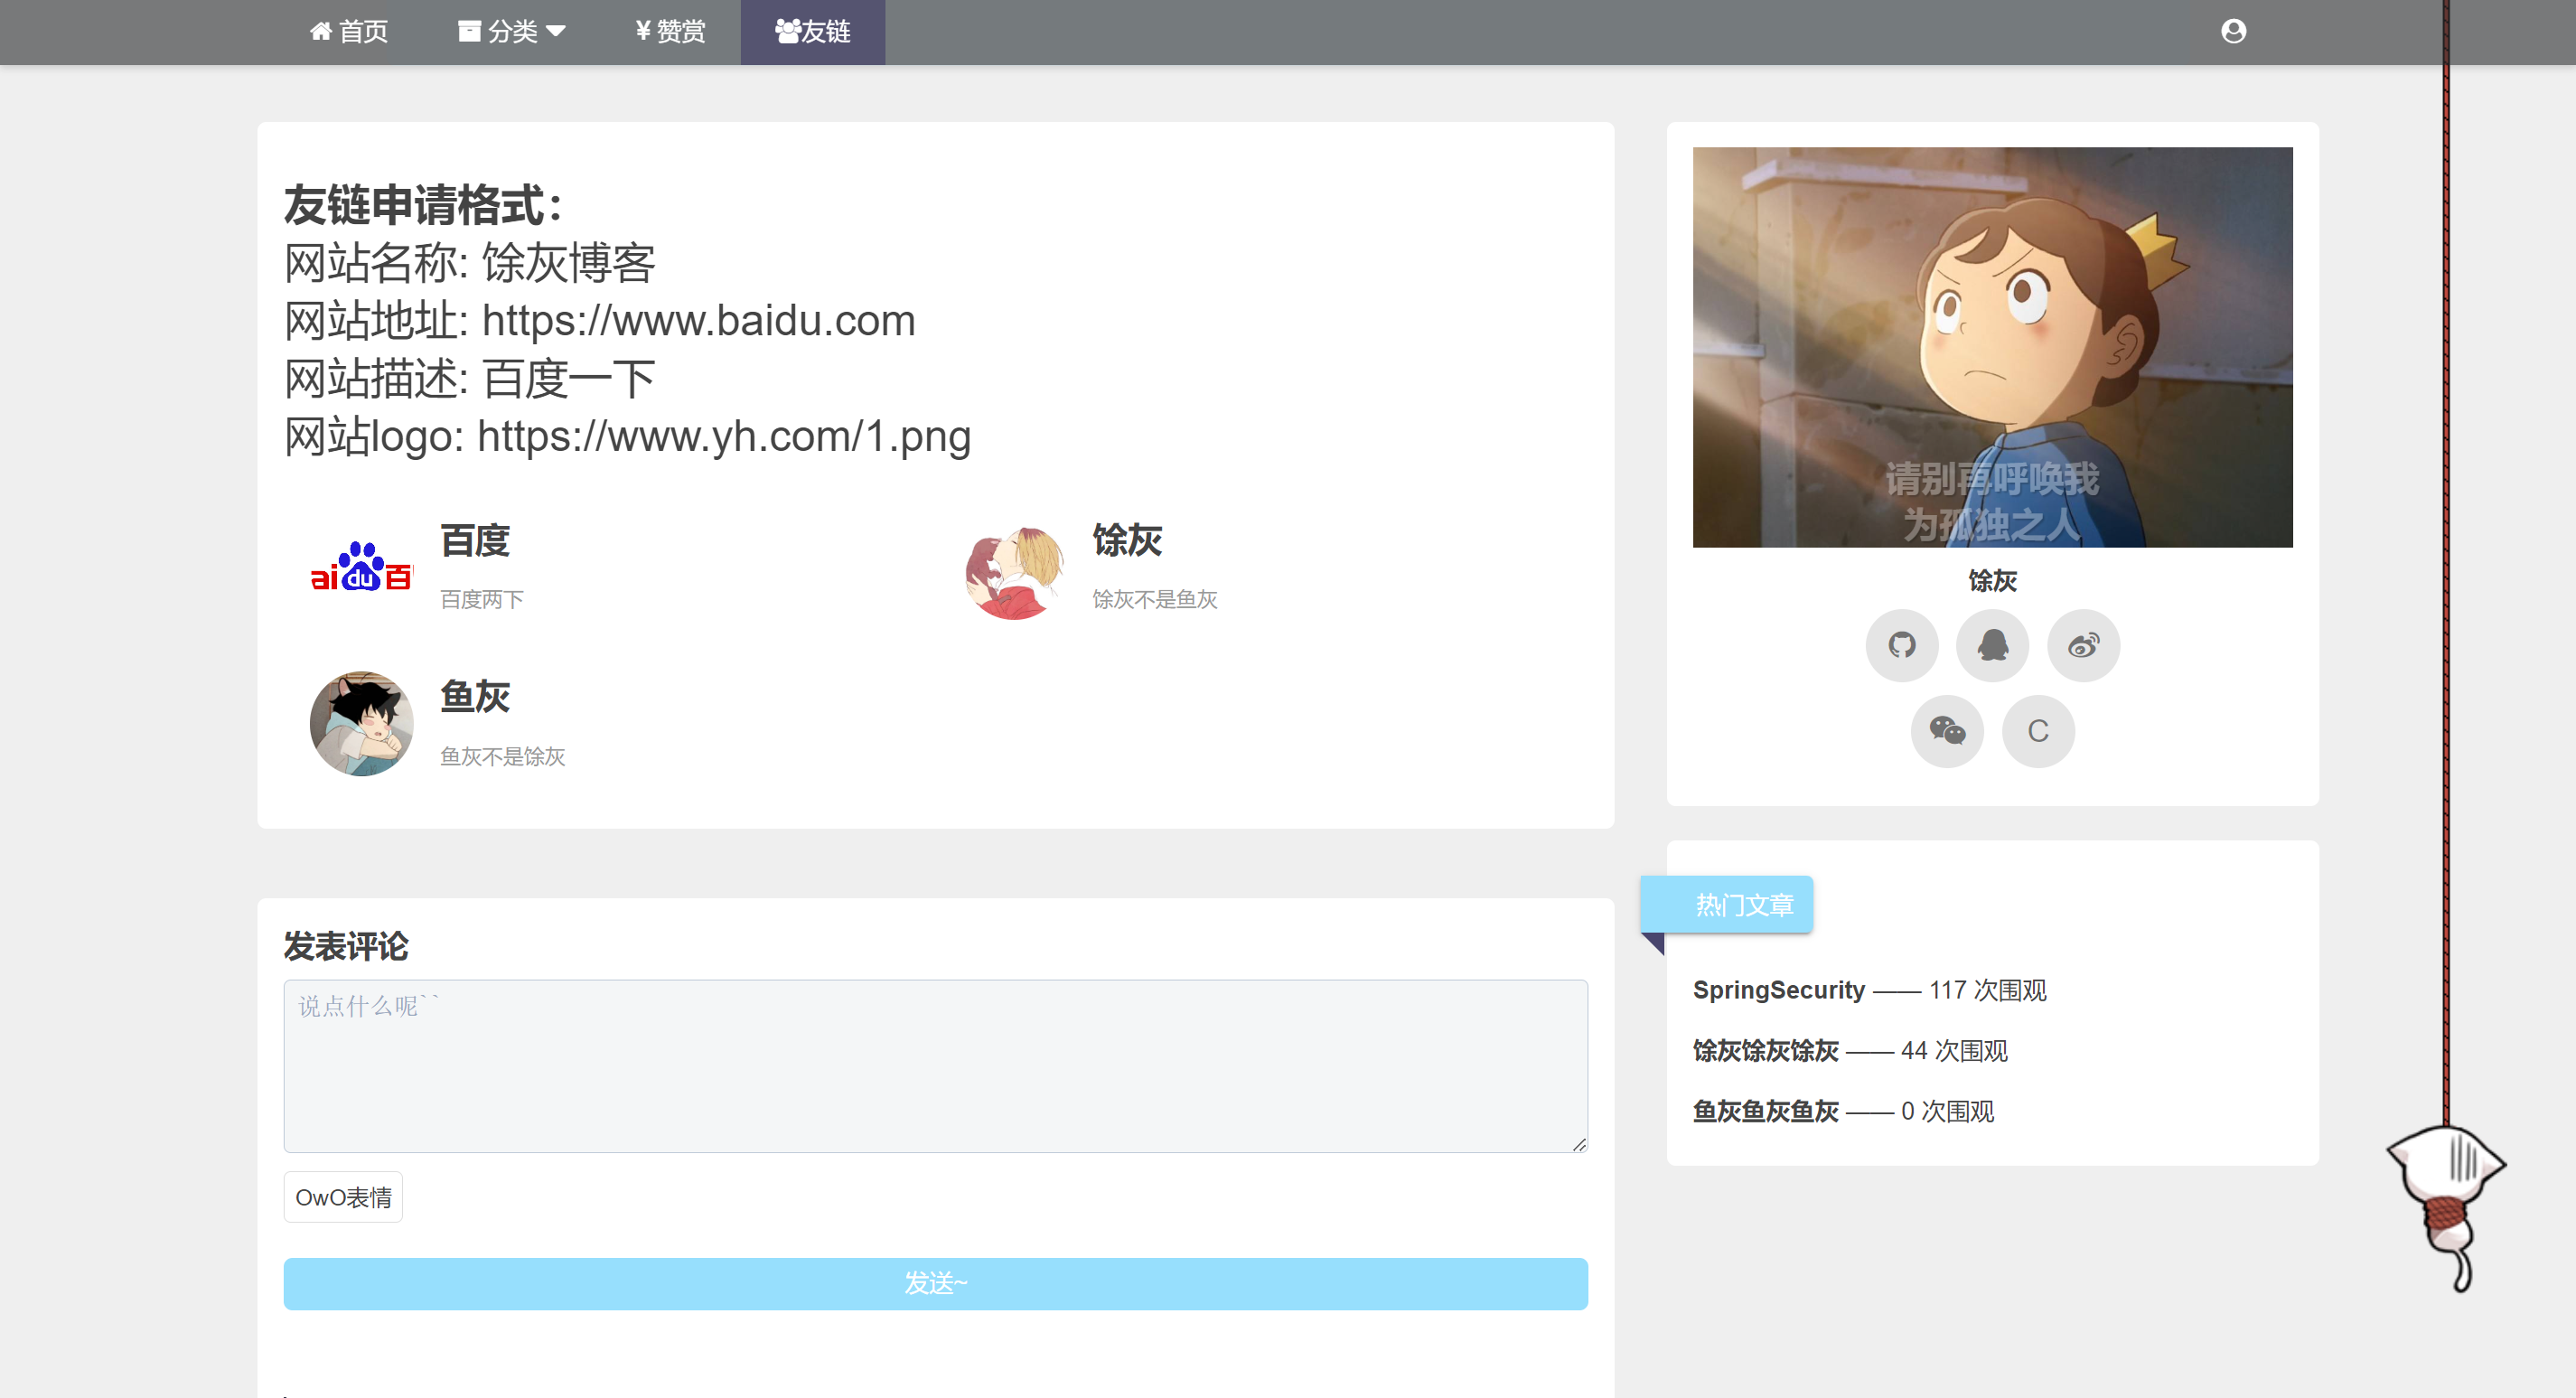 首页 分类 ¥ 赞赏 友链
友链申请格式：
网站名称: 馀灰博客
网站地址: https://www.baidu.com
网站描述: 百度一下
网站logo: https://www.yh.com/1.png
ai du 百
百度
百度两下
馀灰
馀灰不是鱼灰
鱼灰
鱼灰不是馀灰
发表评论
说点什么呢``
OwO表情
发送~
请别再呼唤我
为孤独之人
馀灰
C
热门文章
SpringSecurity —— 117 次围观
馀灰馀灰馀灰 —— 44 次围观
鱼灰鱼灰鱼灰 —— 0 次围观